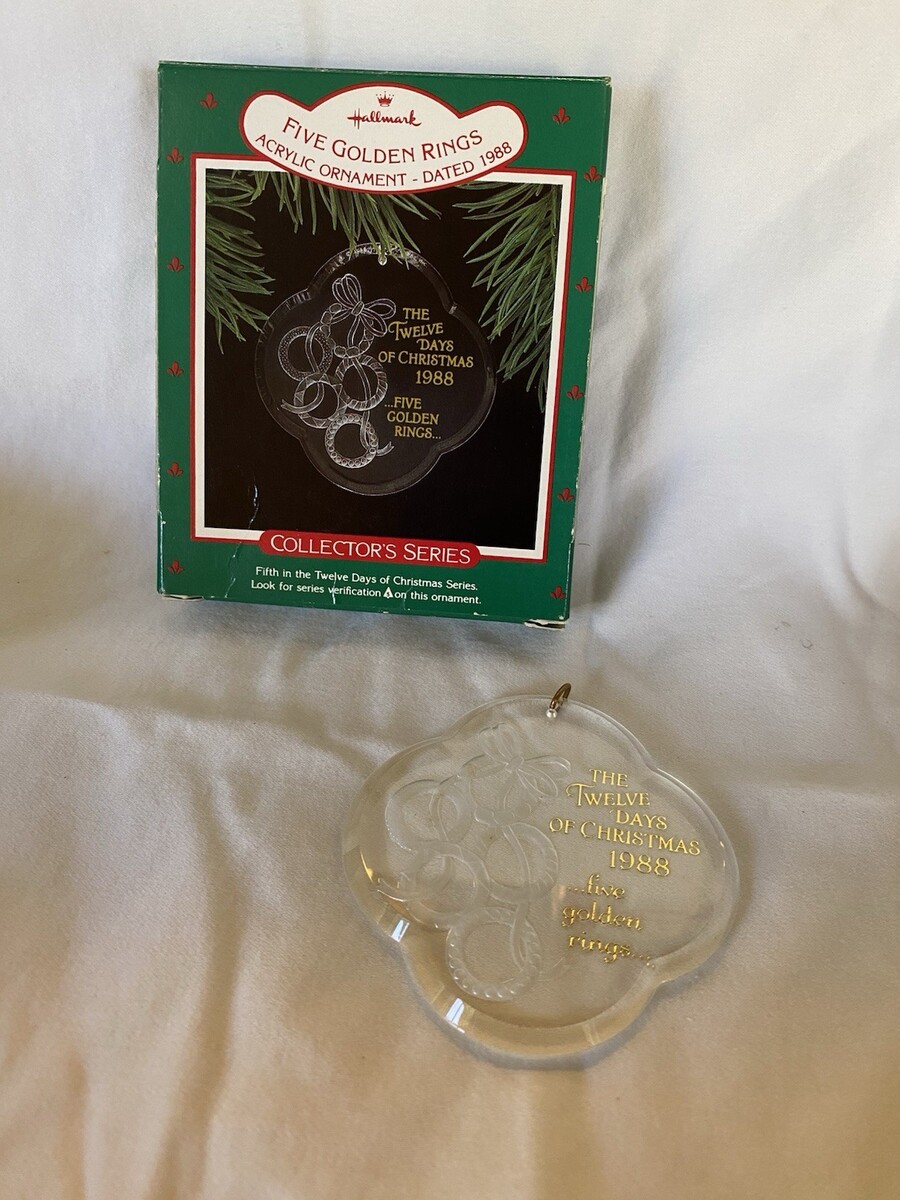 Hallmark
FIVE GOLDEN RINGS
ACRYLIC ORNAMENT - DATED 1988
THE
TWELVE
DAYS
OF CHRISTMAS
1988
...FIVE
GOLDEN
RINGS...
COLLECTOR'S SERIES
Fifth in the Twelve Days of Christmas Series.
Look for series verification on this ornament.
THE
TWELVE
DAYS
OF CHRISTMAS
1988
...five
golden
rings...